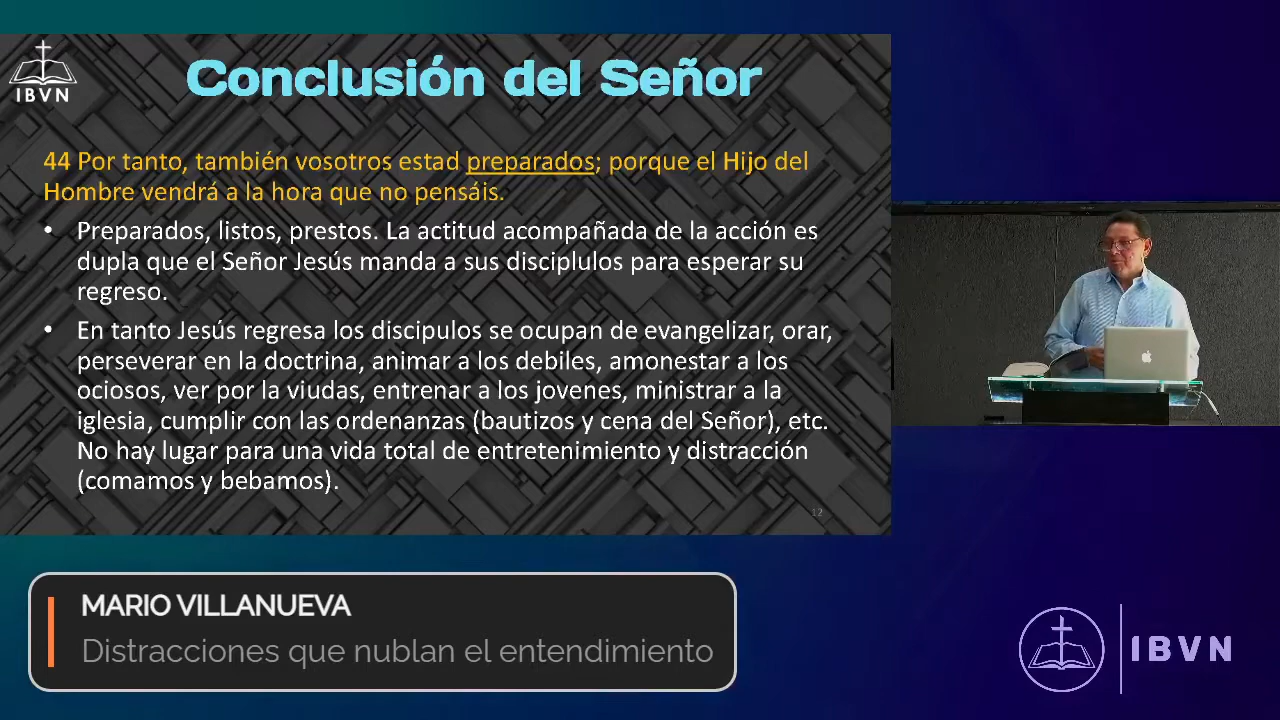 IBVN
Conclusión del Señor
44 Por tanto, también vosotros estad preparados; porque el Hijo del
Hombre vendrá a la hora que no pensáis.
• Preparados, listos, prestos. La actitud acompañada de la acción es
dupla que el Señor Jesús manda a sus disciplulos para esperar su
regreso.
• En tanto Jesús regresa los discipulos se ocupan de evangelizar, orar,
perseverar en la doctrina, animar a los debiles, amonestar a los
ociosos, ver por la viudas, entrenar a los jovenes, ministrar a la
iglesia, cumplir con las ordenanzas (bautizos y cena del Señor), etc.
No hay lugar para una vida total de entretenimiento y distracción
(comamos y bebamos).
12
MARIO VILLANUEVA
Distracciones que nublan el entendimiento
IBVN